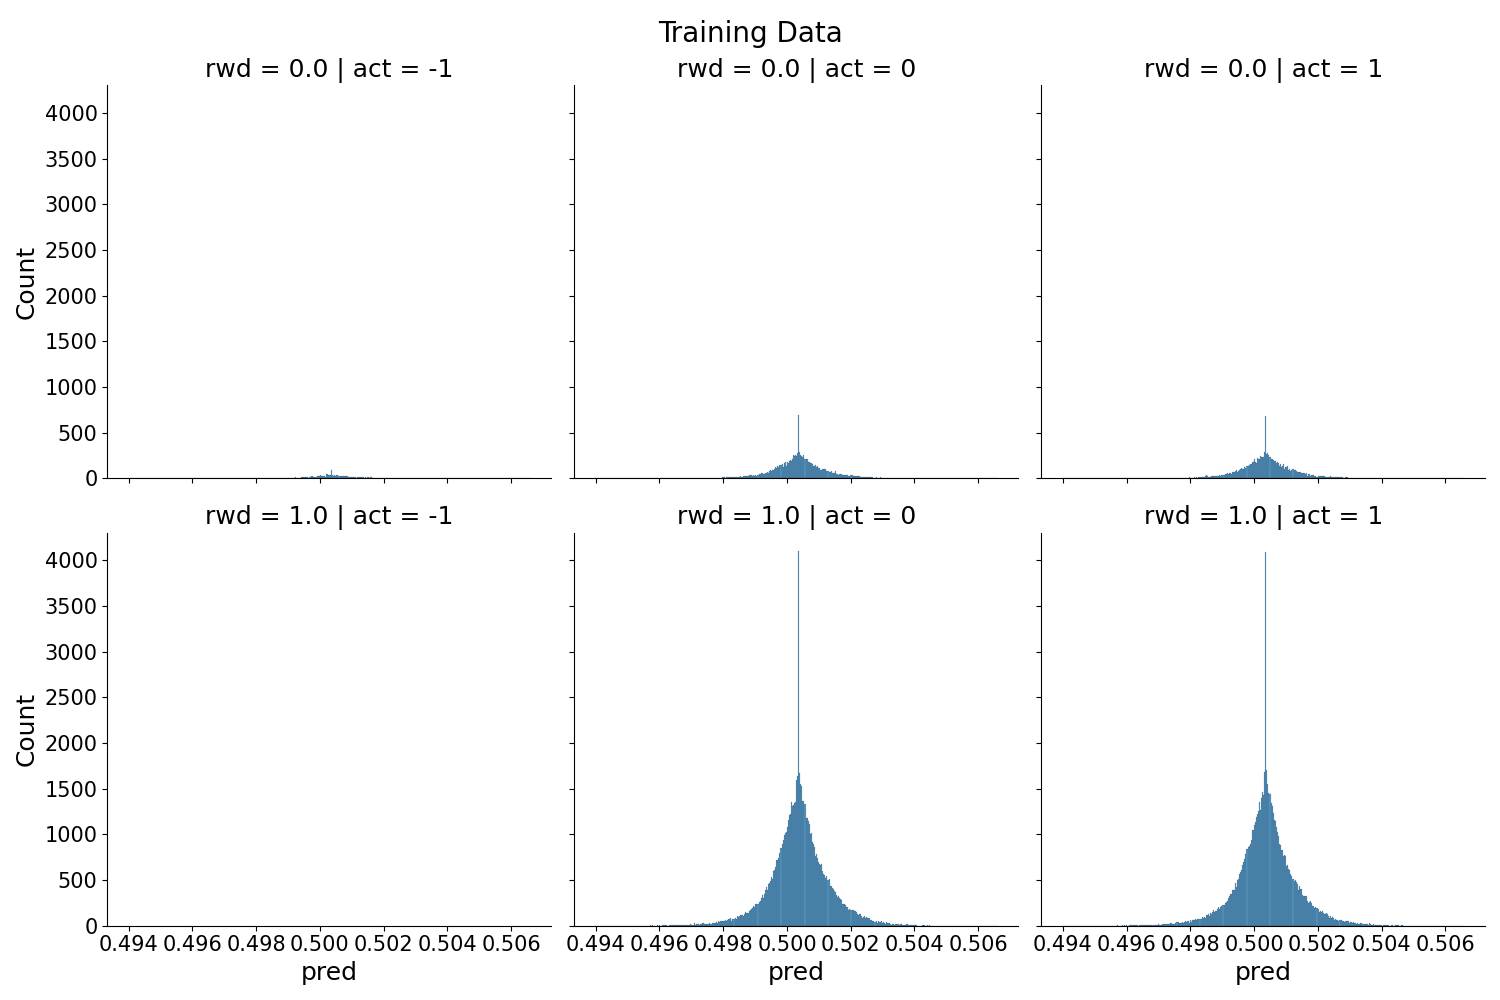 Training Data
rwd = 0.0 | act = -1
rwd = 0.0 | act = 0
rwd = 0.0 | act = 1
4000
3500
3000
2500
2000
1500
1000
500
0
Count
rwd = 1.0 | act = -1
rwd = 1.0 | act = 0
rwd = 1.0 | act = 1
4000
3500
3000
2500
2000
1500
1000
500
0
Count
0.494 0.496 0.498 0.500 0.502 0.504 0.506
pred
0.494 0.496 0.498 0.500 0.502 0.504 0.506
pred
0.494 0.496 0.498 0.500 0.502 0.504 0.506
pred